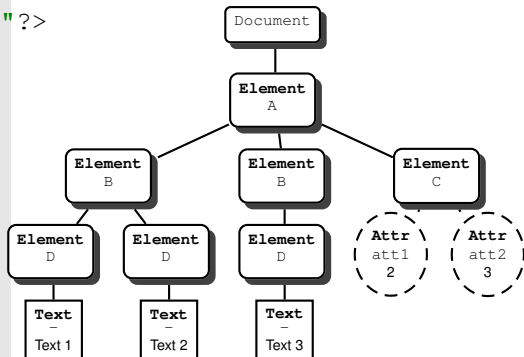 "?>
Document
Element
A
Element
B
Element
B
Element
C
Element
D
Element
D
Element
D
Attr
att1
2
Attr
att2
3
Text
–
Text 1
Text
–
Text 2
Text
–
Text 3